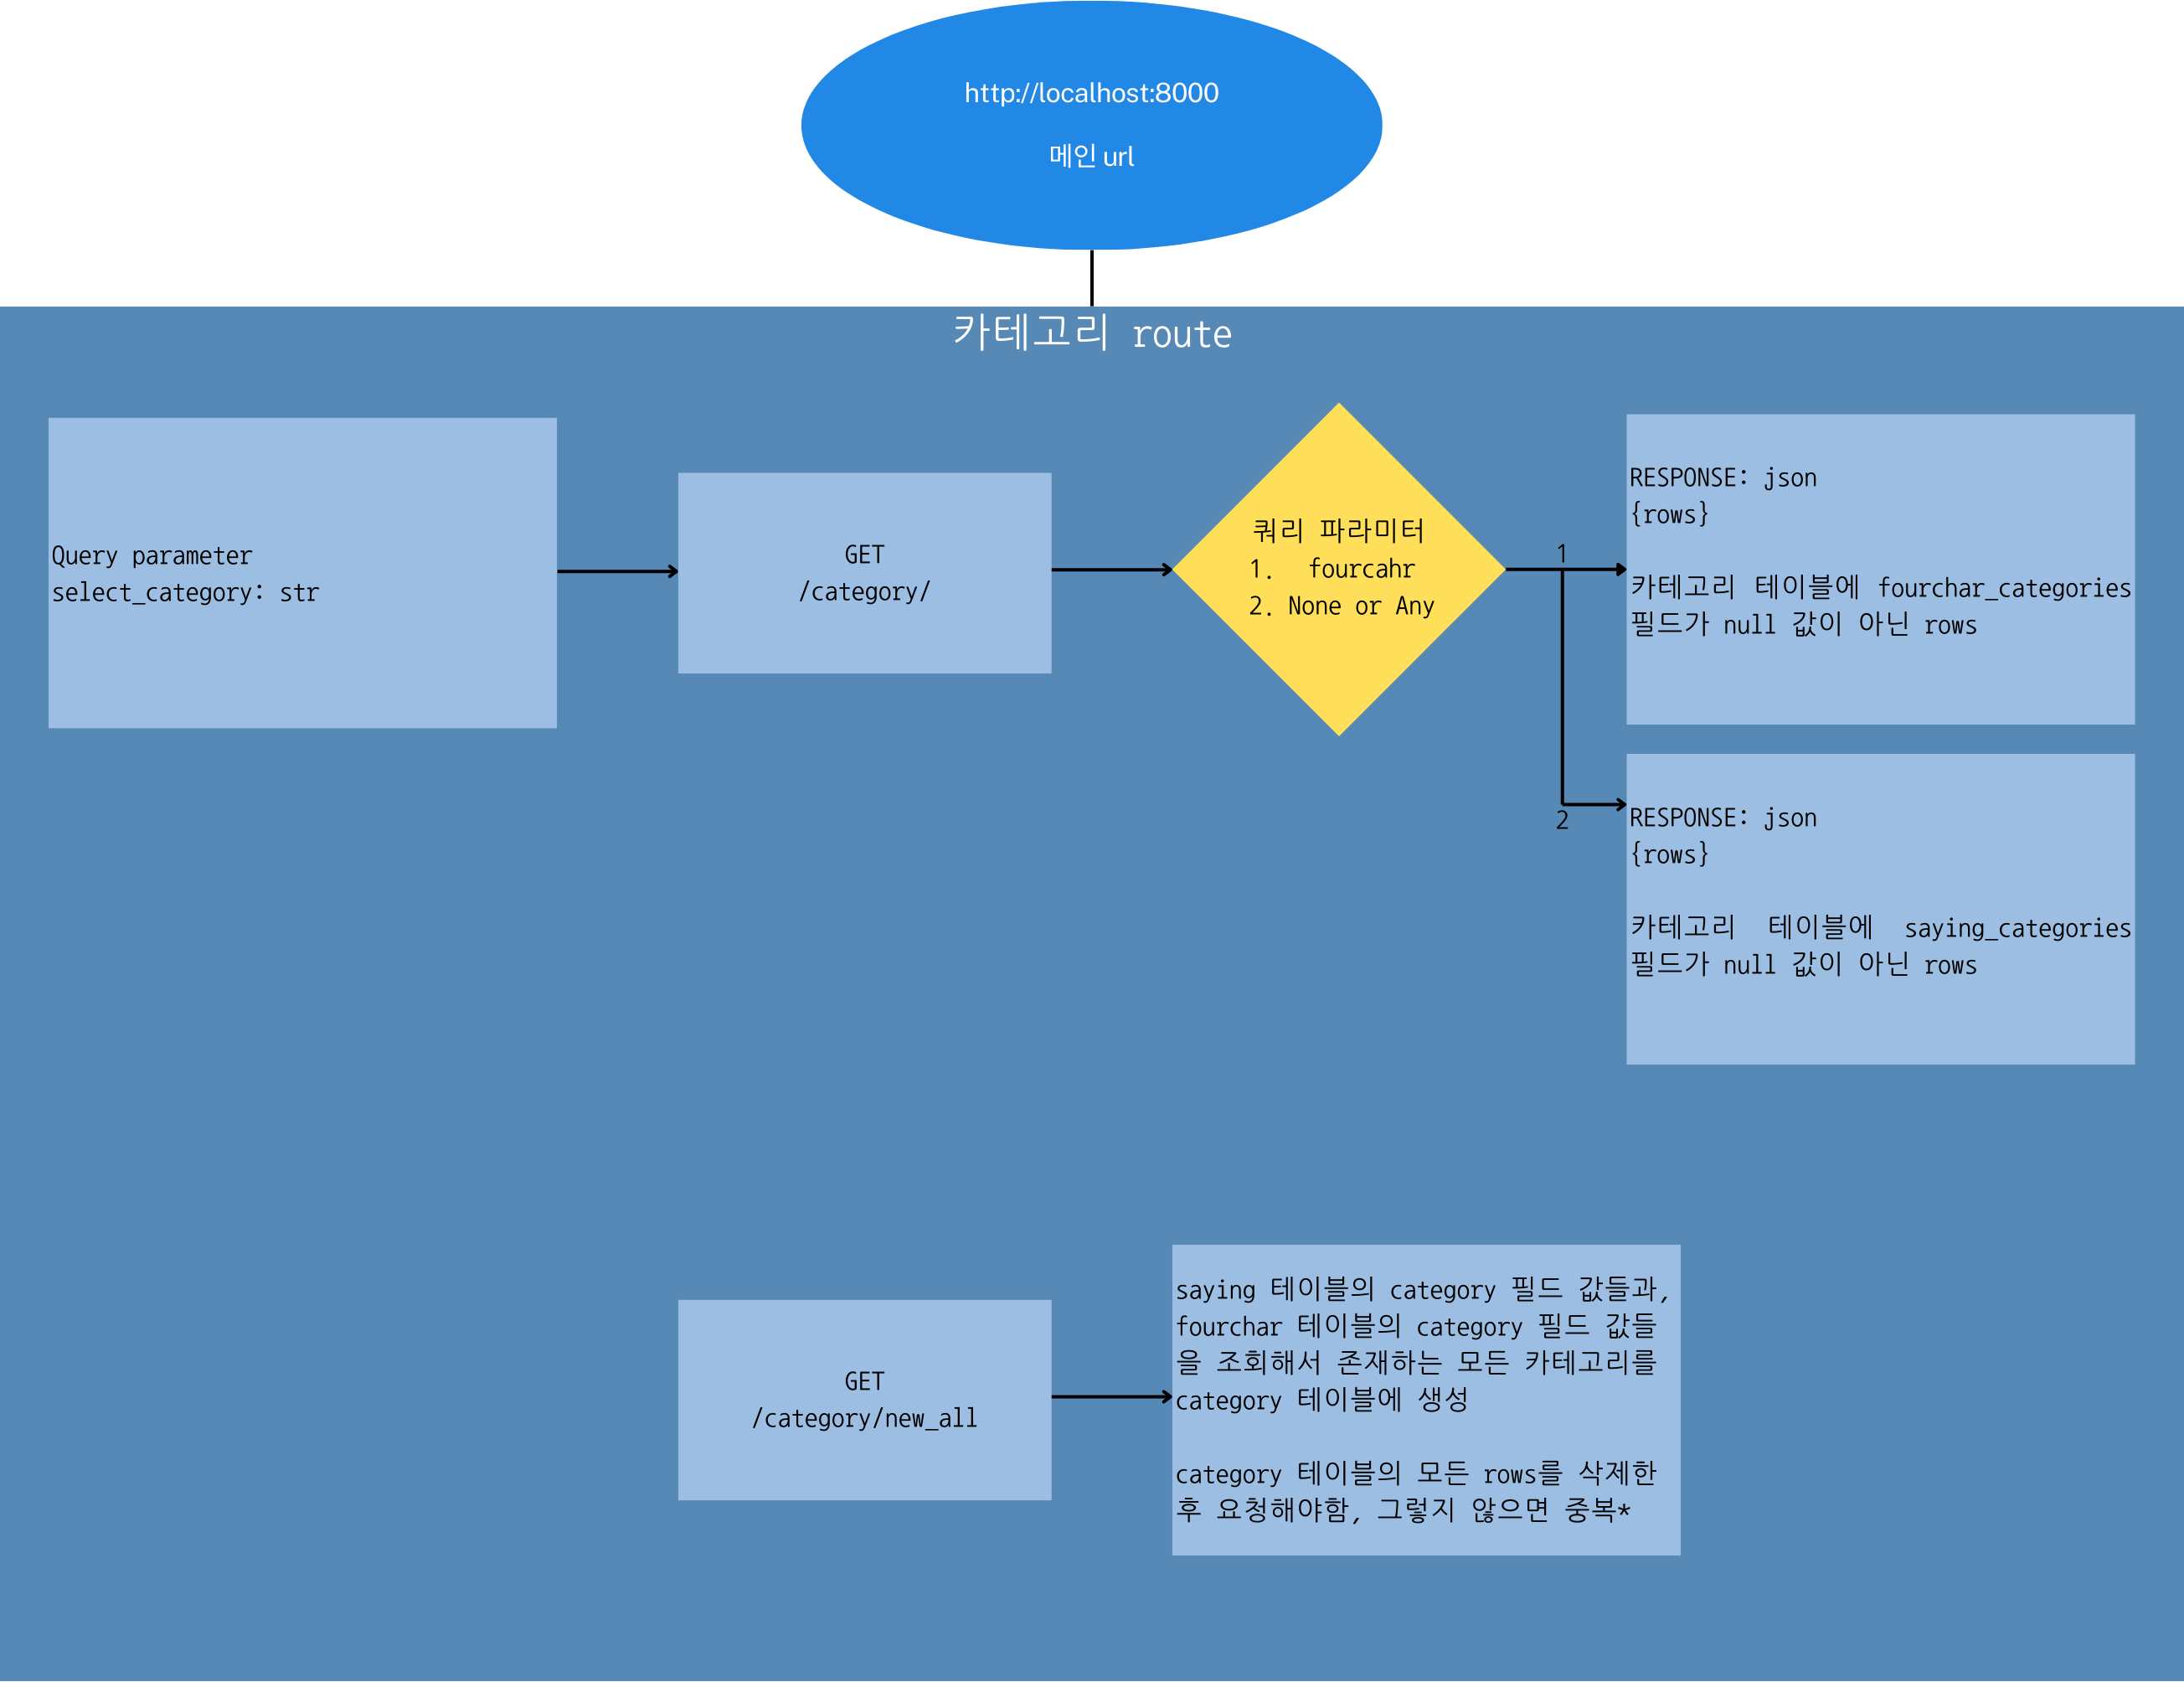 http://localhost:8000
메인 url
카테고리 route
Query parameter
select_category: str
GET
/category/
쿼리 파라미터
1. fourcahr
2. None or Any
1
RESPONSE: json
{rows}
카테고리 테이블에 fourchar_categories
필드가 null 값이 아닌 rows
2
RESPONSE: json
{rows}
카테고리 테이블에 saying_categories
필드가 null 값이 아닌 rows
GET
/category/new_all
saying 테이블의 category 필드 값들과,
fourchar 테이블의 category 필드 값들
을 조회해서 존재하는 모든 카테고리를
category 테이블에 생성
category 테이블의 모든 rows를 삭제한
후 요청해야함, 그렇지 않으면 중복*